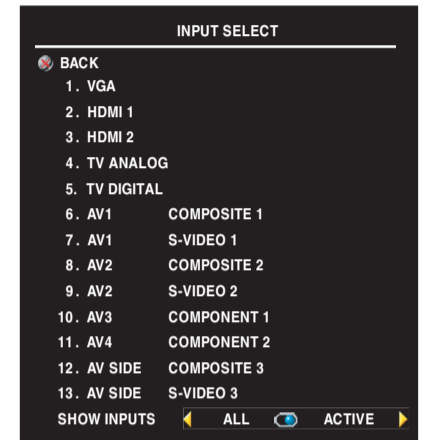 INPUT SELECT
BACK
1. VGA
2. HDMI 1
3. HDMI 2
4. TV ANALOG
5. TV DIGITAL
6. AV1 COMPOSITE 1
7. AV1 S-VIDEO 1
8. AV2 COMPOSITE 2
9. AV2 S-VIDEO 2
10. AV3 COMPONENT 1
11. AV4 COMPONENT 2
12. AV SIDE COMPOSITE 3
13. AV SIDE S-VIDEO 3
SHOW INPUTS ALL ACTIVE